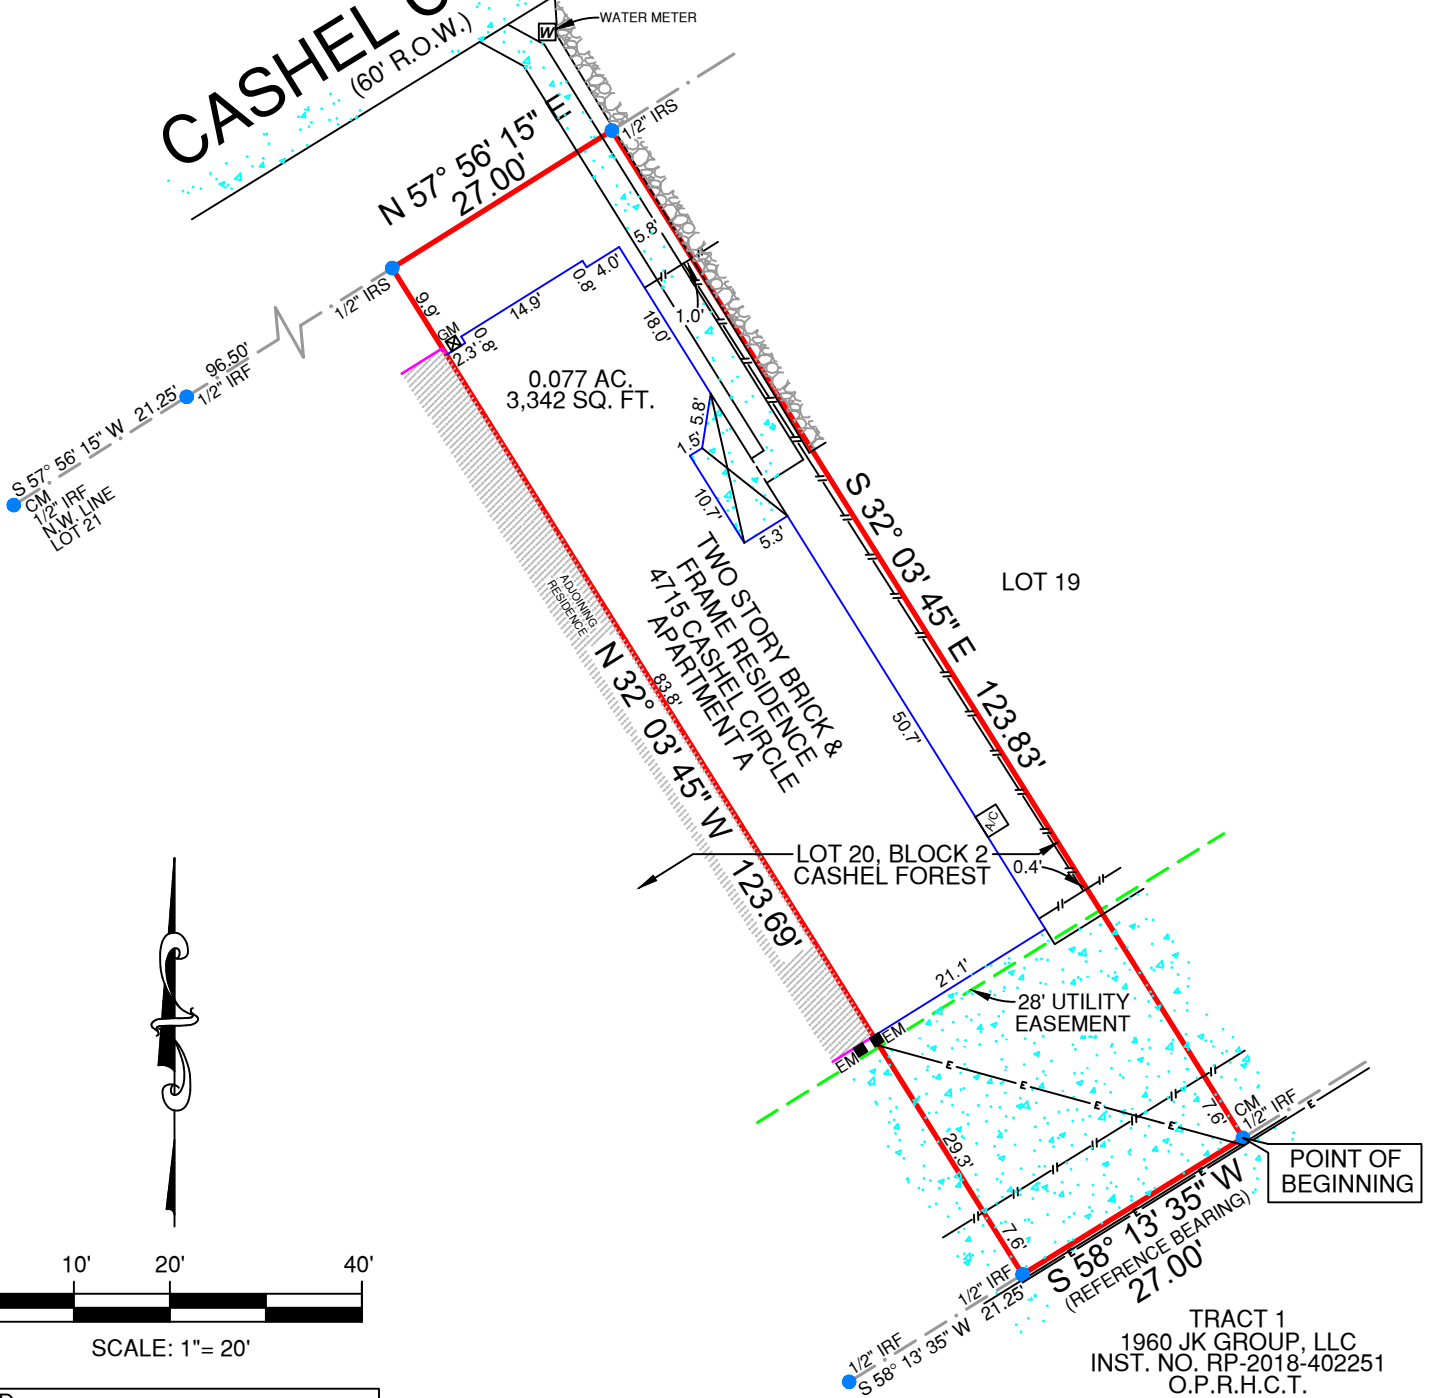 CASHEL C
(60' R.O.W.)
W
WATER METER
1/2" IRS
N 57° 56' 15"
27.00'
1/2" IRS
96.50'
1/2" IRF
S 57° 56' 15" W 21.25'
CM
1/2" IRF
N.W. LINE
LOT 21
9.9'
GM
2.3'
0.8'
14.9'
0.8'
4.0'
5.8'
1.0'
18.0'
0.077 AC.
3,342 SQ. FT.
5.8'
1.5'
10.7'
5.3'
S 32° 03' 45" E 123.83'
LOT 19
TWO STORY BRICK &
FRAME RESIDENCE
4715 CASHEL CIRCLE
APARTMENT A
ADJOINING
RESIDENCE
83.8'
N 32° 03' 45" W 123.69'
50.7'
A/C
LOT 20, BLOCK 2
CASHEL FOREST
0.4'
21.1'
28' UTILITY
EASEMENT
EM
EM
E
E
E
E
29.3'
7.6'
7.6'
CM
1/2" IRF
E
POINT OF
BEGINNING
E
E
E
S 58° 13' 35" W
(REFERENCE BEARING)
27.00'
1/2" IRF
21.25'
1/2" IRF
S 58° 13' 35" W
TRACT 1
1960 JK GROUP, LLC
INST. NO. RP-2018-402251
O.P.R.H.C.T.
10' 20' 40'
SCALE: 1"= 20'